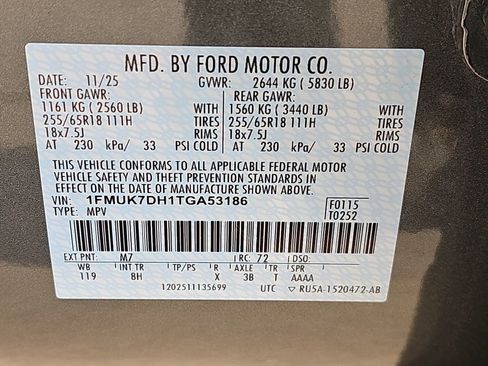 MFD. BY FORD MOTOR CO.
DATE: 11/25 GVWR: 2644 KG ( 5830 LB)
FRONT GAWR: REAR GAWR:
1161 KG ( 2560 LB) WITH 1560 KG ( 3440 LB) WITH
255/65R18 111H TIRES 255/65R18 111H TIRES
18x7.5J RIMS 18x7.5J RIMS
AT 230 kPa/ 33 PSI COLD AT 230 kPa/ 33 PSI COLD
THIS VEHICLE CONFORMS TO ALL APPLICABLE FEDERAL MOTOR
VEHICLE SAFETY AND THEFT PREVENTION STANDARDS IN
EFFECT ON THE DATE OF MANUFACTURE SHOWN ABOVE.
VIN: 1FMUK7DH1TGA53186 F0115
TYPE: MPV T0252
EXT PNT: M7 RC: 72 DSO:
WB INT TR TP/PS R AXLE TR SPR
119 8H X 3B T AAAA
1202511135699 UTC RU5A-1520472-AB